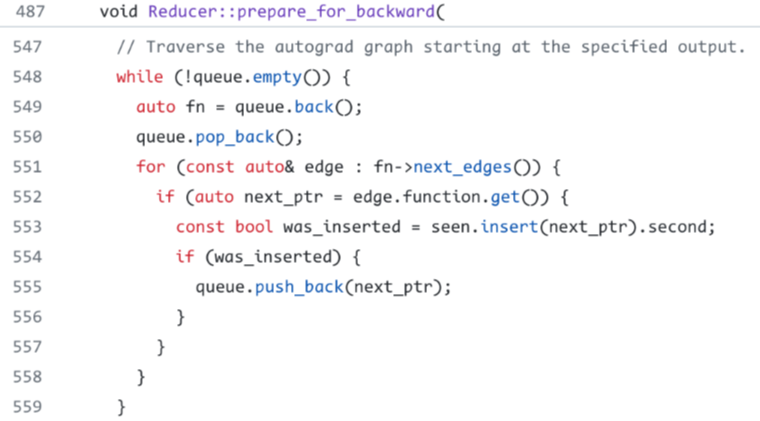 487 void Reducer::prepare_for_backward(
547 // Traverse the autograd graph starting at the specified output.
548 while (!queue.empty()) {
549 auto fn = queue.back();
550 queue.pop_back();
551 for (const auto& edge : fn->next_edges()) {
552 if (auto next_ptr = edge.function.get()) {
553 const bool was_inserted = seen.insert(next_ptr).second;
554 if (was_inserted) {
555 queue.push_back(next_ptr);
556 }
557 }
558 }
559 }